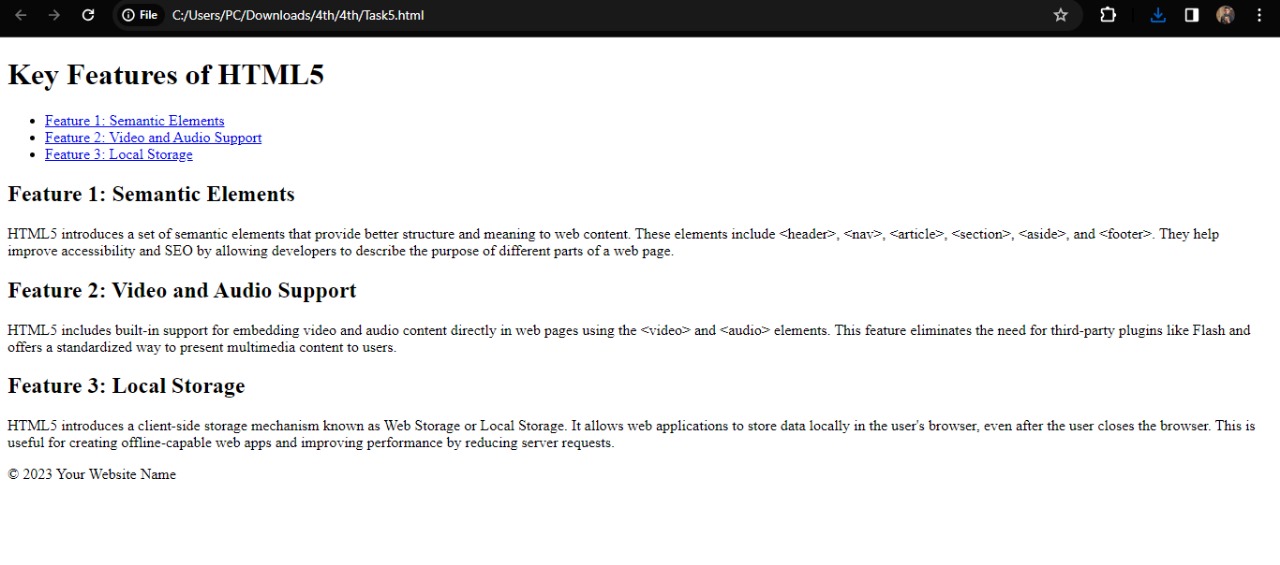 File C:/Users/PC/Downloads/4th/4th/Task5.html
Key Features of HTML5
Feature 1: Semantic Elements
Feature 2: Video and Audio Support
Feature 3: Local Storage
Feature 1: Semantic Elements
HTML5 introduces a set of semantic elements that provide better structure and meaning to web content. These elements include <header>, <nav>, <article>, <section>, <aside>, and <footer>. They help
improve accessibility and SEO by allowing developers to describe the purpose of different parts of a web page.
Feature 2: Video and Audio Support
HTML5 includes built-in support for embedding video and audio content directly in web pages using the <video> and <audio> elements. This feature eliminates the need for third-party plugins like Flash and
offers a standardized way to present multimedia content to users.
Feature 3: Local Storage
HTML5 introduces a client-side storage mechanism known as Web Storage or Local Storage. It allows web applications to store data locally in the user's browser, even after the user closes the browser. This is
useful for creating offline-capable web apps and improving performance by reducing server requests.
© 2023 Your Website Name